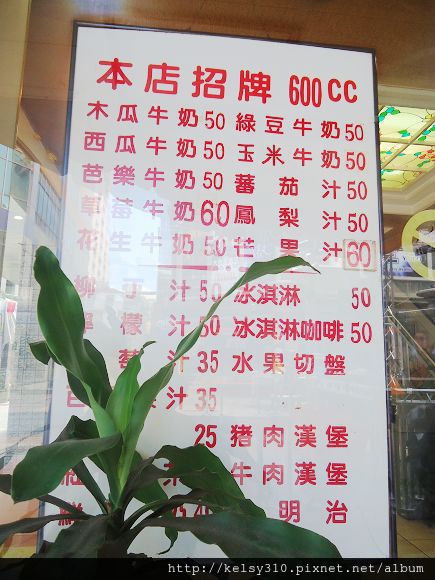 本店招牌 600CC
木瓜牛奶50 綠豆牛奶50
西瓜牛奶50 玉米牛奶50
芭樂牛奶50 蕃茄汁50
草莓牛奶60 鳳梨汁50
花生牛奶50 芒果汁60
柳丁汁50 冰淇淋50
檸檬汁50 冰淇淋咖啡50
汁35 水果切盤
汁35
25 豬肉漢堡
牛肉漢堡
明治
http://kelsy310.pixnet.net/album